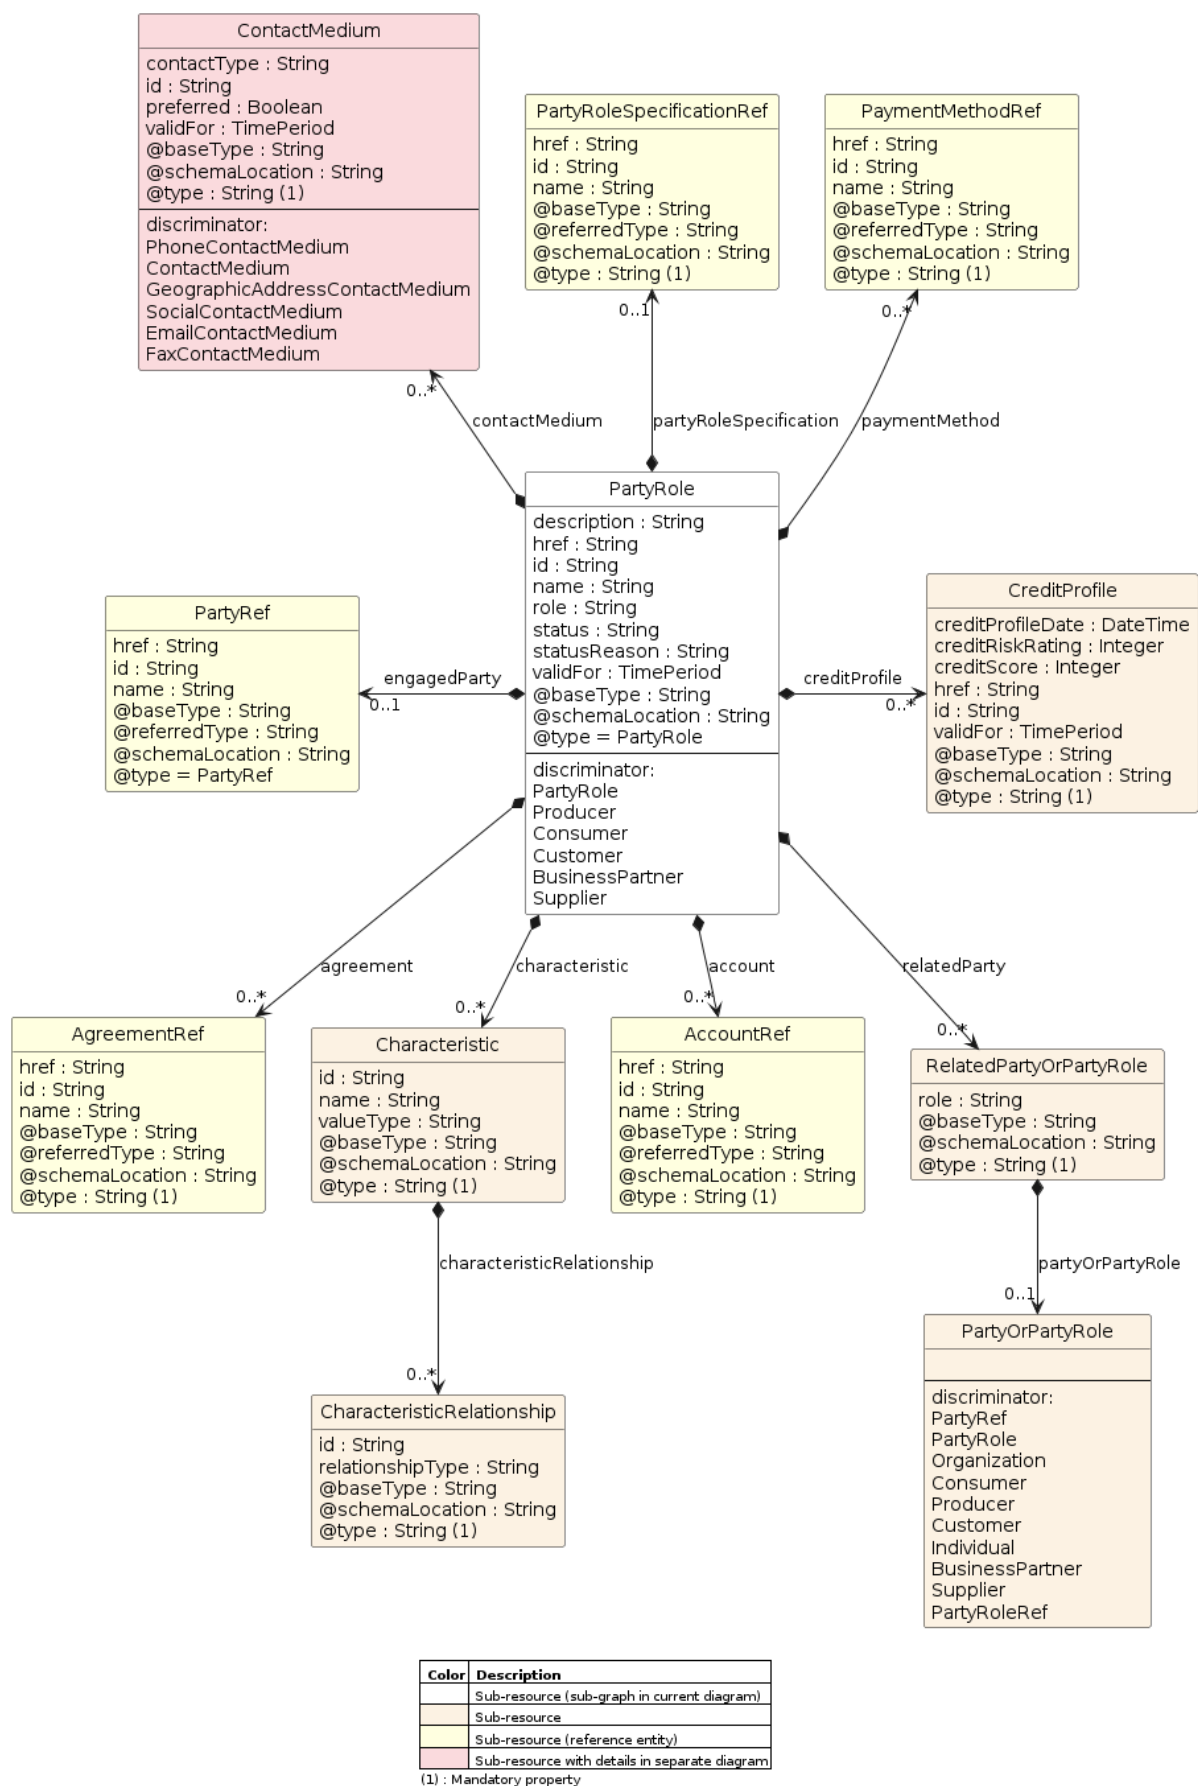 ContactMedium
contactType : String
id : String
preferred : Boolean
validFor : TimePeriod
@baseType : String
@schemaLocation : String
@type : String (1)
discriminator:
PhoneContactMedium
ContactMedium
GeographicAddressContactMedium
SocialContactMedium
EmailContactMedium
FaxContactMedium
PartyRoleSpecificationRef
href : String
id : String
name : String
@baseType : String
@referredType : String
@schemaLocation : String
@type : String (1)
PaymentMethodRef
href : String
id : String
name : String
@baseType : String
@referredType : String
@schemaLocation : String
@type : String (1)
0..*
0..1
0..*
contactMedium
partyRoleSpecification
paymentMethod
PartyRole
description : String
href : String
id : String
name : String
role : String
status : String
statusReason : String
validFor : TimePeriod
@baseType : String
@schemaLocation : String
@type = PartyRole
discriminator:
PartyRole
Producer
Consumer
Customer
BusinessPartner
Supplier
PartyRef
href : String
id : String
name : String
@baseType : String
@referredType : String
@schemaLocation : String
@type = PartyRef
engagedParty
0..1
creditProfile
0..*
CreditProfile
creditProfileDate : DateTime
creditRiskRating : Integer
creditScore : Integer
href : String
id : String
validFor : TimePeriod
@baseType : String
@schemaLocation : String
@type : String (1)
agreement
characteristic
account
relatedParty
0..*
0..*
0..*
0..*
AgreementRef
href : String
id : String
name : String
@baseType : String
@referredType : String
@schemaLocation : String
@type : String (1)
Characteristic
id : String
name : String
valueType : String
@baseType : String
@schemaLocation : String
@type : String (1)
AccountRef
href : String
id : String
name : String
@baseType : String
@referredType : String
@schemaLocation : String
@type : String (1)
RelatedPartyOrPartyRole
role : String
@baseType : String
@schemaLocation : String
@type : String (1)
characteristicRelationship
0..*
partyOrPartyRole
0..1
CharacteristicRelationship
id : String
relationshipType : String
@baseType : String
@schemaLocation : String
@type : String (1)
PartyOrPartyRole
discriminator:
PartyRef
PartyRole
Organization
Consumer
Producer
Customer
Individual
BusinessPartner
Supplier
PartyRoleRef
Color Description
Sub-resource (sub-graph in current diagram)
Sub-resource
Sub-resource (reference entity)
Sub-resource with details in separate diagram
(1) : Mandatory property